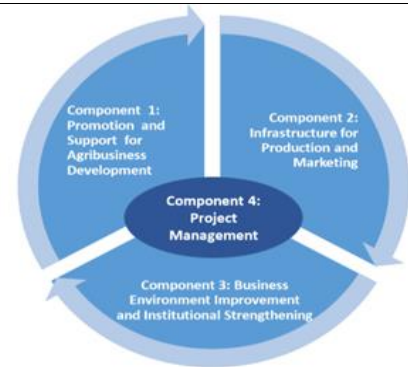 Component 1:
Promotion and
Support for
Agribusiness
Development
Component 2:
Infrastructure for
Production and
Marketing
Component 4:
Project
Management
Component 3: Business
Environment Improvement
and Institutional Strengthening